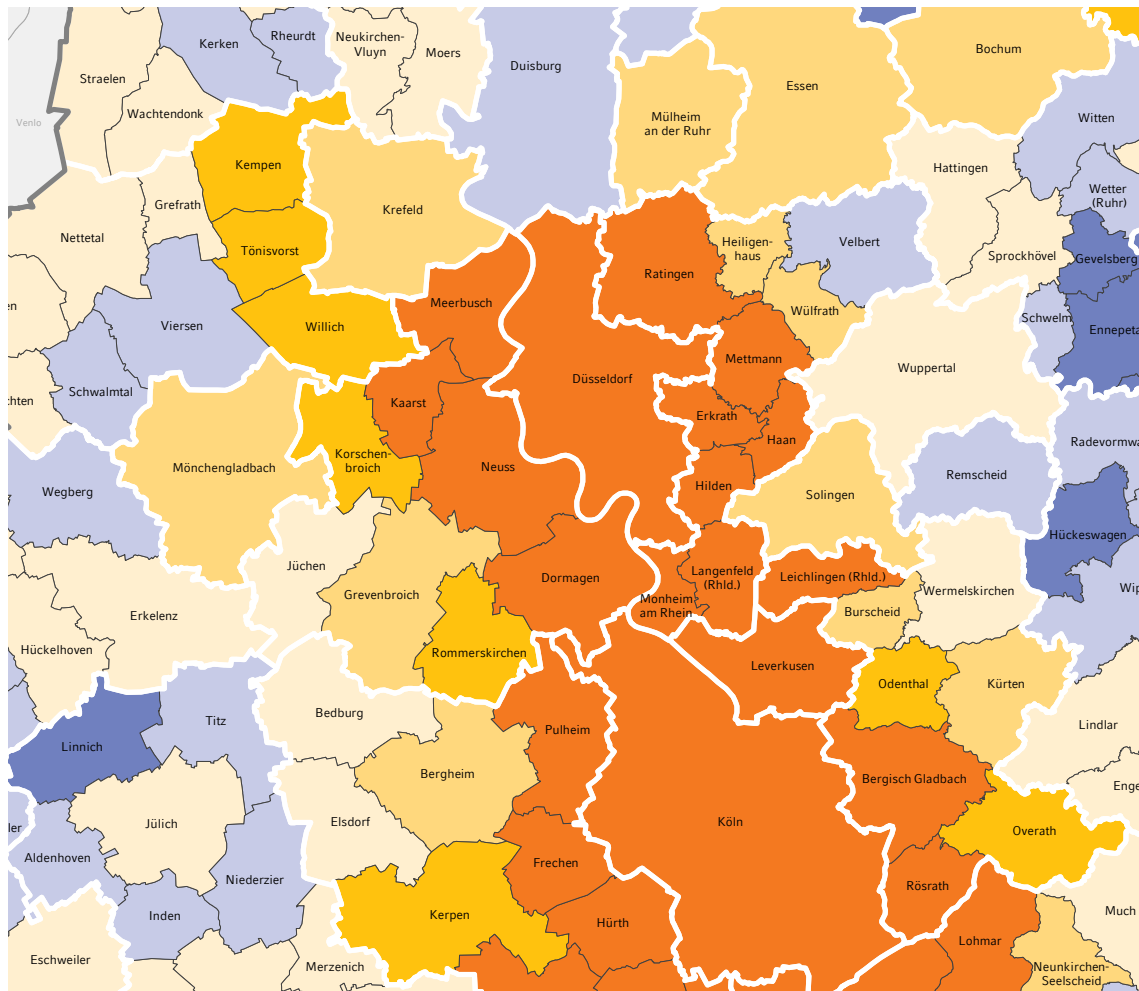 Kerken
Rheurdt
Neukirchen-
Vluyn
Moers
Duisburg
Bochum
Straelen
Wachtendonk
Essen
Mülheim
an der Ruhr
Witten
Venlo
Kempen
Hattingen
Wetter
(Ruhr)
Grefrath
Krefeld
Nettetal
Tönisvorst
Heiligen-
haus
Velbert
Sprockhövel
Gevelsberg
Ratingen
en
Meerbusch
Wülfrath
Schwelm
Viersen
Willich
Ennepeta
Mettmann
Wuppertal
Düsseldorf
Schwalmtal
chten
Kaarst
Erkrath
Haan
Radevormwa
Mönchengladbach
Korschen-
broich
Neuss
Remscheid
Wegberg
Hilden
Solingen
Hückeswagen
Jüchen
Dormagen
Langenfeld
(Rhld.)
Leichlingen (Rhld.)
Wip
Grevenbroich
Monheim
am Rhein
Wermelskirchen
Erkelenz
Burscheid
Hückelhoven
Rommerskirchen
Leverkusen
Odenthal
Kürten
Titz
Bedburg
Pulheim
Lindlar
Linnich
Bergheim
Bergisch Gladbach
Enge
Jülich
Elsdorf
Köln
Overath
ler
Aldenhoven
Frechen
Niederzier
Rösrath
Inden
Kerpen
Hürth
Much
Lohmar
Eschweiler
Merzenich
Neunkirchen-
Seelscheid